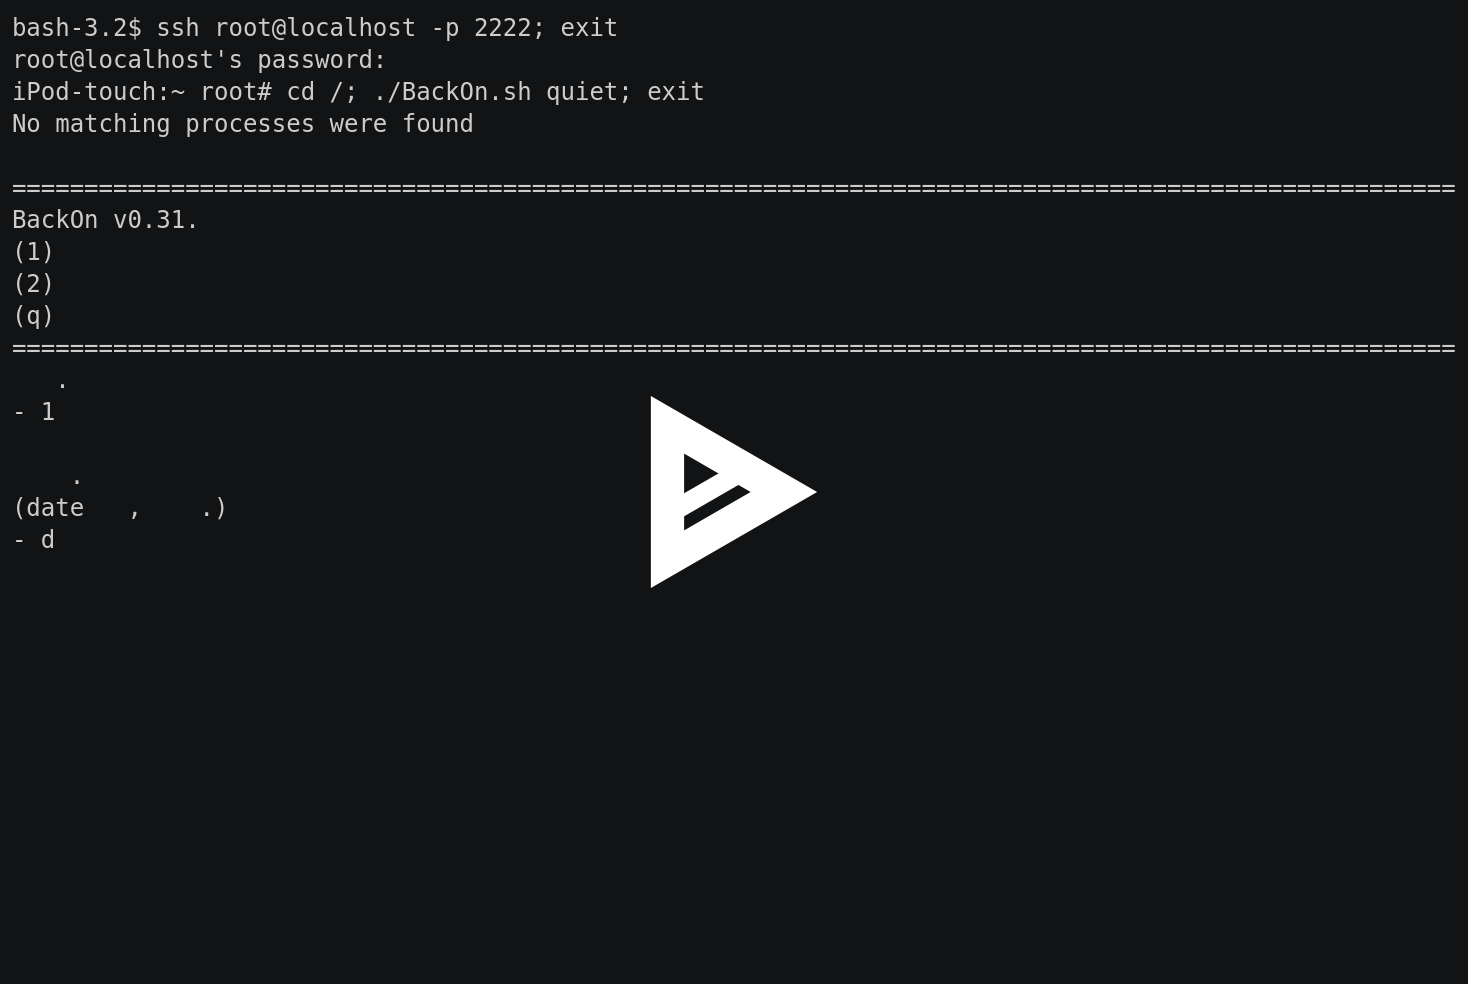 bash-3.2$ ssh root@localhost -p 2222; exit
root@localhost's password:
iPod-touch:~ root# cd /; ./BackOn.sh quiet; exit
No matching processes were found
====================================================================================================
BackOn v0.31.
(1)
(2)
(q)
====================================================================================================
.
- 1
.
(date   ,    .)
- d